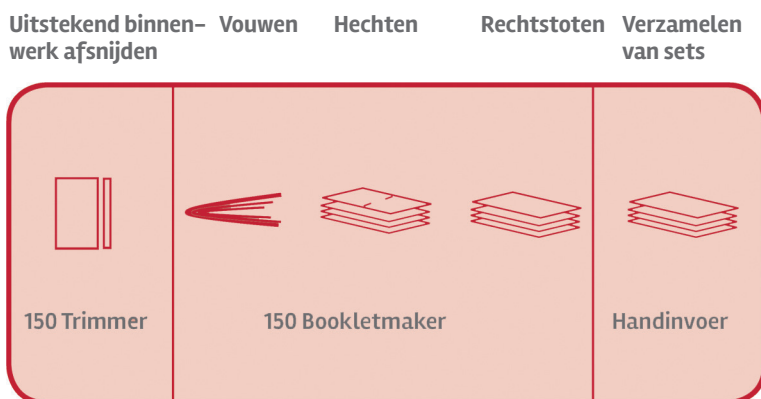 Uitstekend binnen–
werk afsnijden
Vouwen
Hechten
Rechtstoten
Verzamelen
van sets
150 Trimmer
150 Bookletmaker
Handinvoer